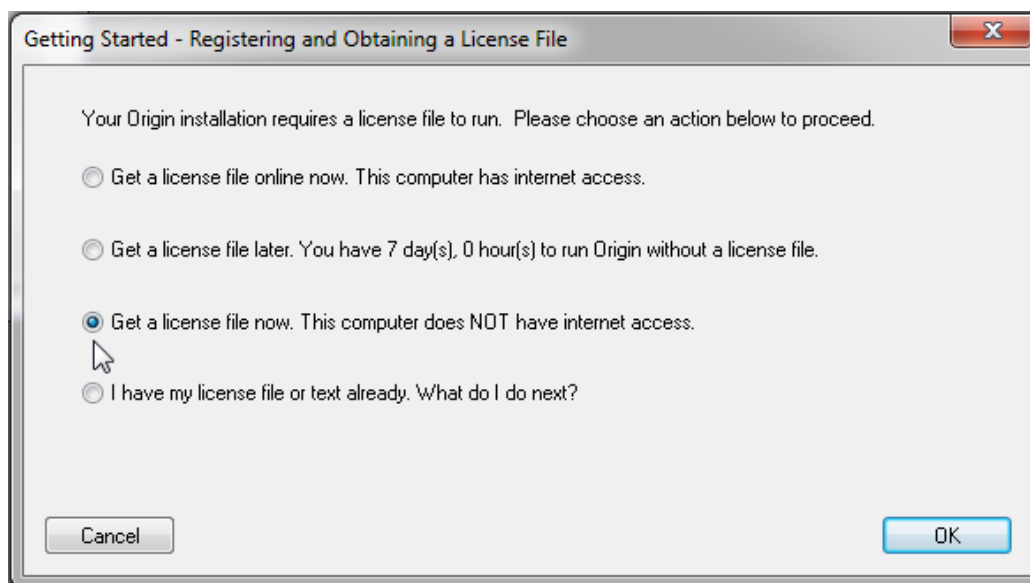 Getting Started - Registering and Obtaining a License File
Your Origin installation requires a license file to run.  Please choose an action below to proceed.
Get a license file online now. This computer has internet access.
Get a license file later. You have 7 day(s), 0 hour(s) to run Origin without a license file.
Get a license file now. This computer does NOT have internet access.
I have my license file or text already. What do I do next?
Cancel
OK